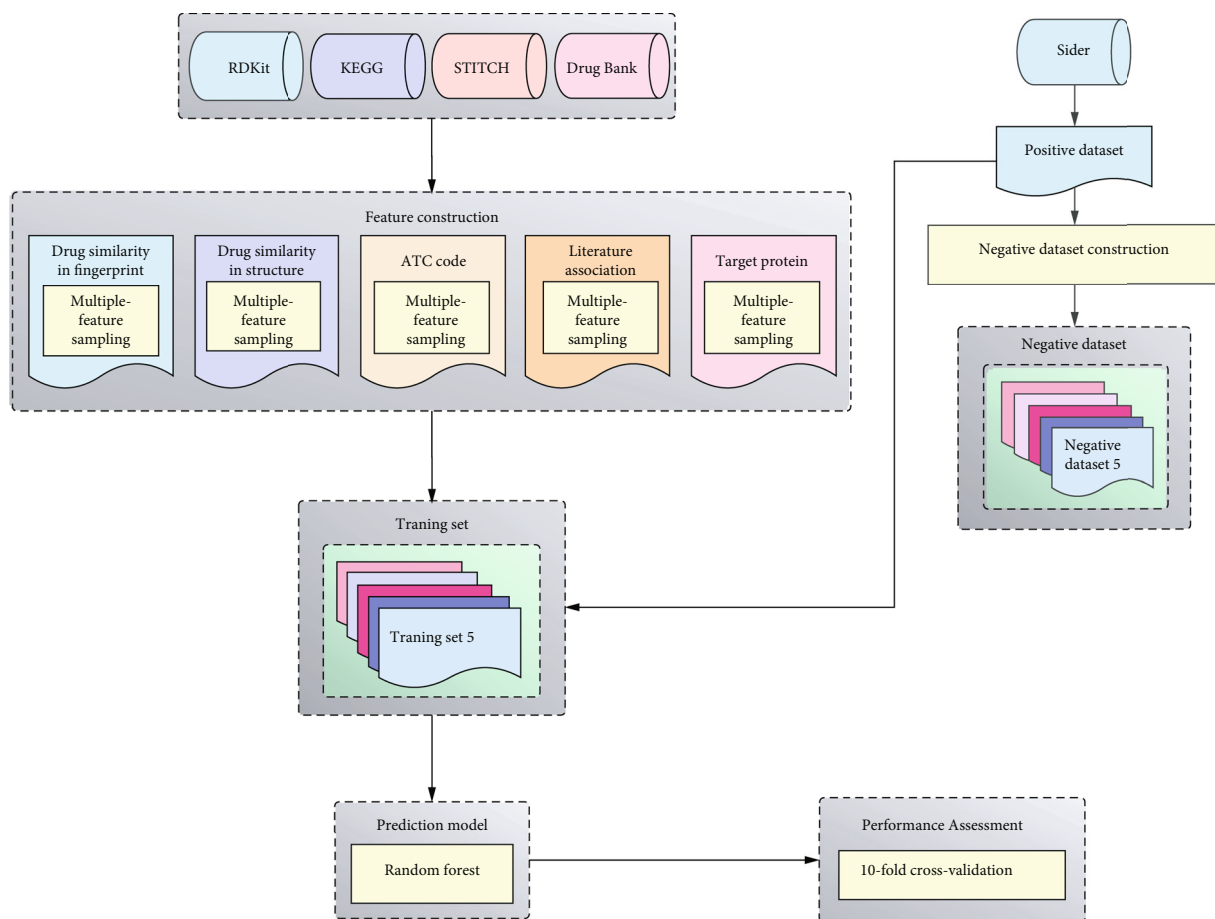 RDKit
KEGG
STITCH
Drug Bank
Sider
Positive dataset
Negative dataset construction
Negative dataset
Negative
dataset 5
Feature construction
Drug similarity
in fingerprint
Multiple-
feature
sampling
Drug similarity
in structure
Multiple-
feature
sampling
ATC code
Multiple-
feature
sampling
Literature
association
Multiple-
feature
sampling
Target protein
Multiple-
feature
sampling
Traning set
Traning set 5
Prediction model
Random forest
Performance Assessment
10-fold cross-validation